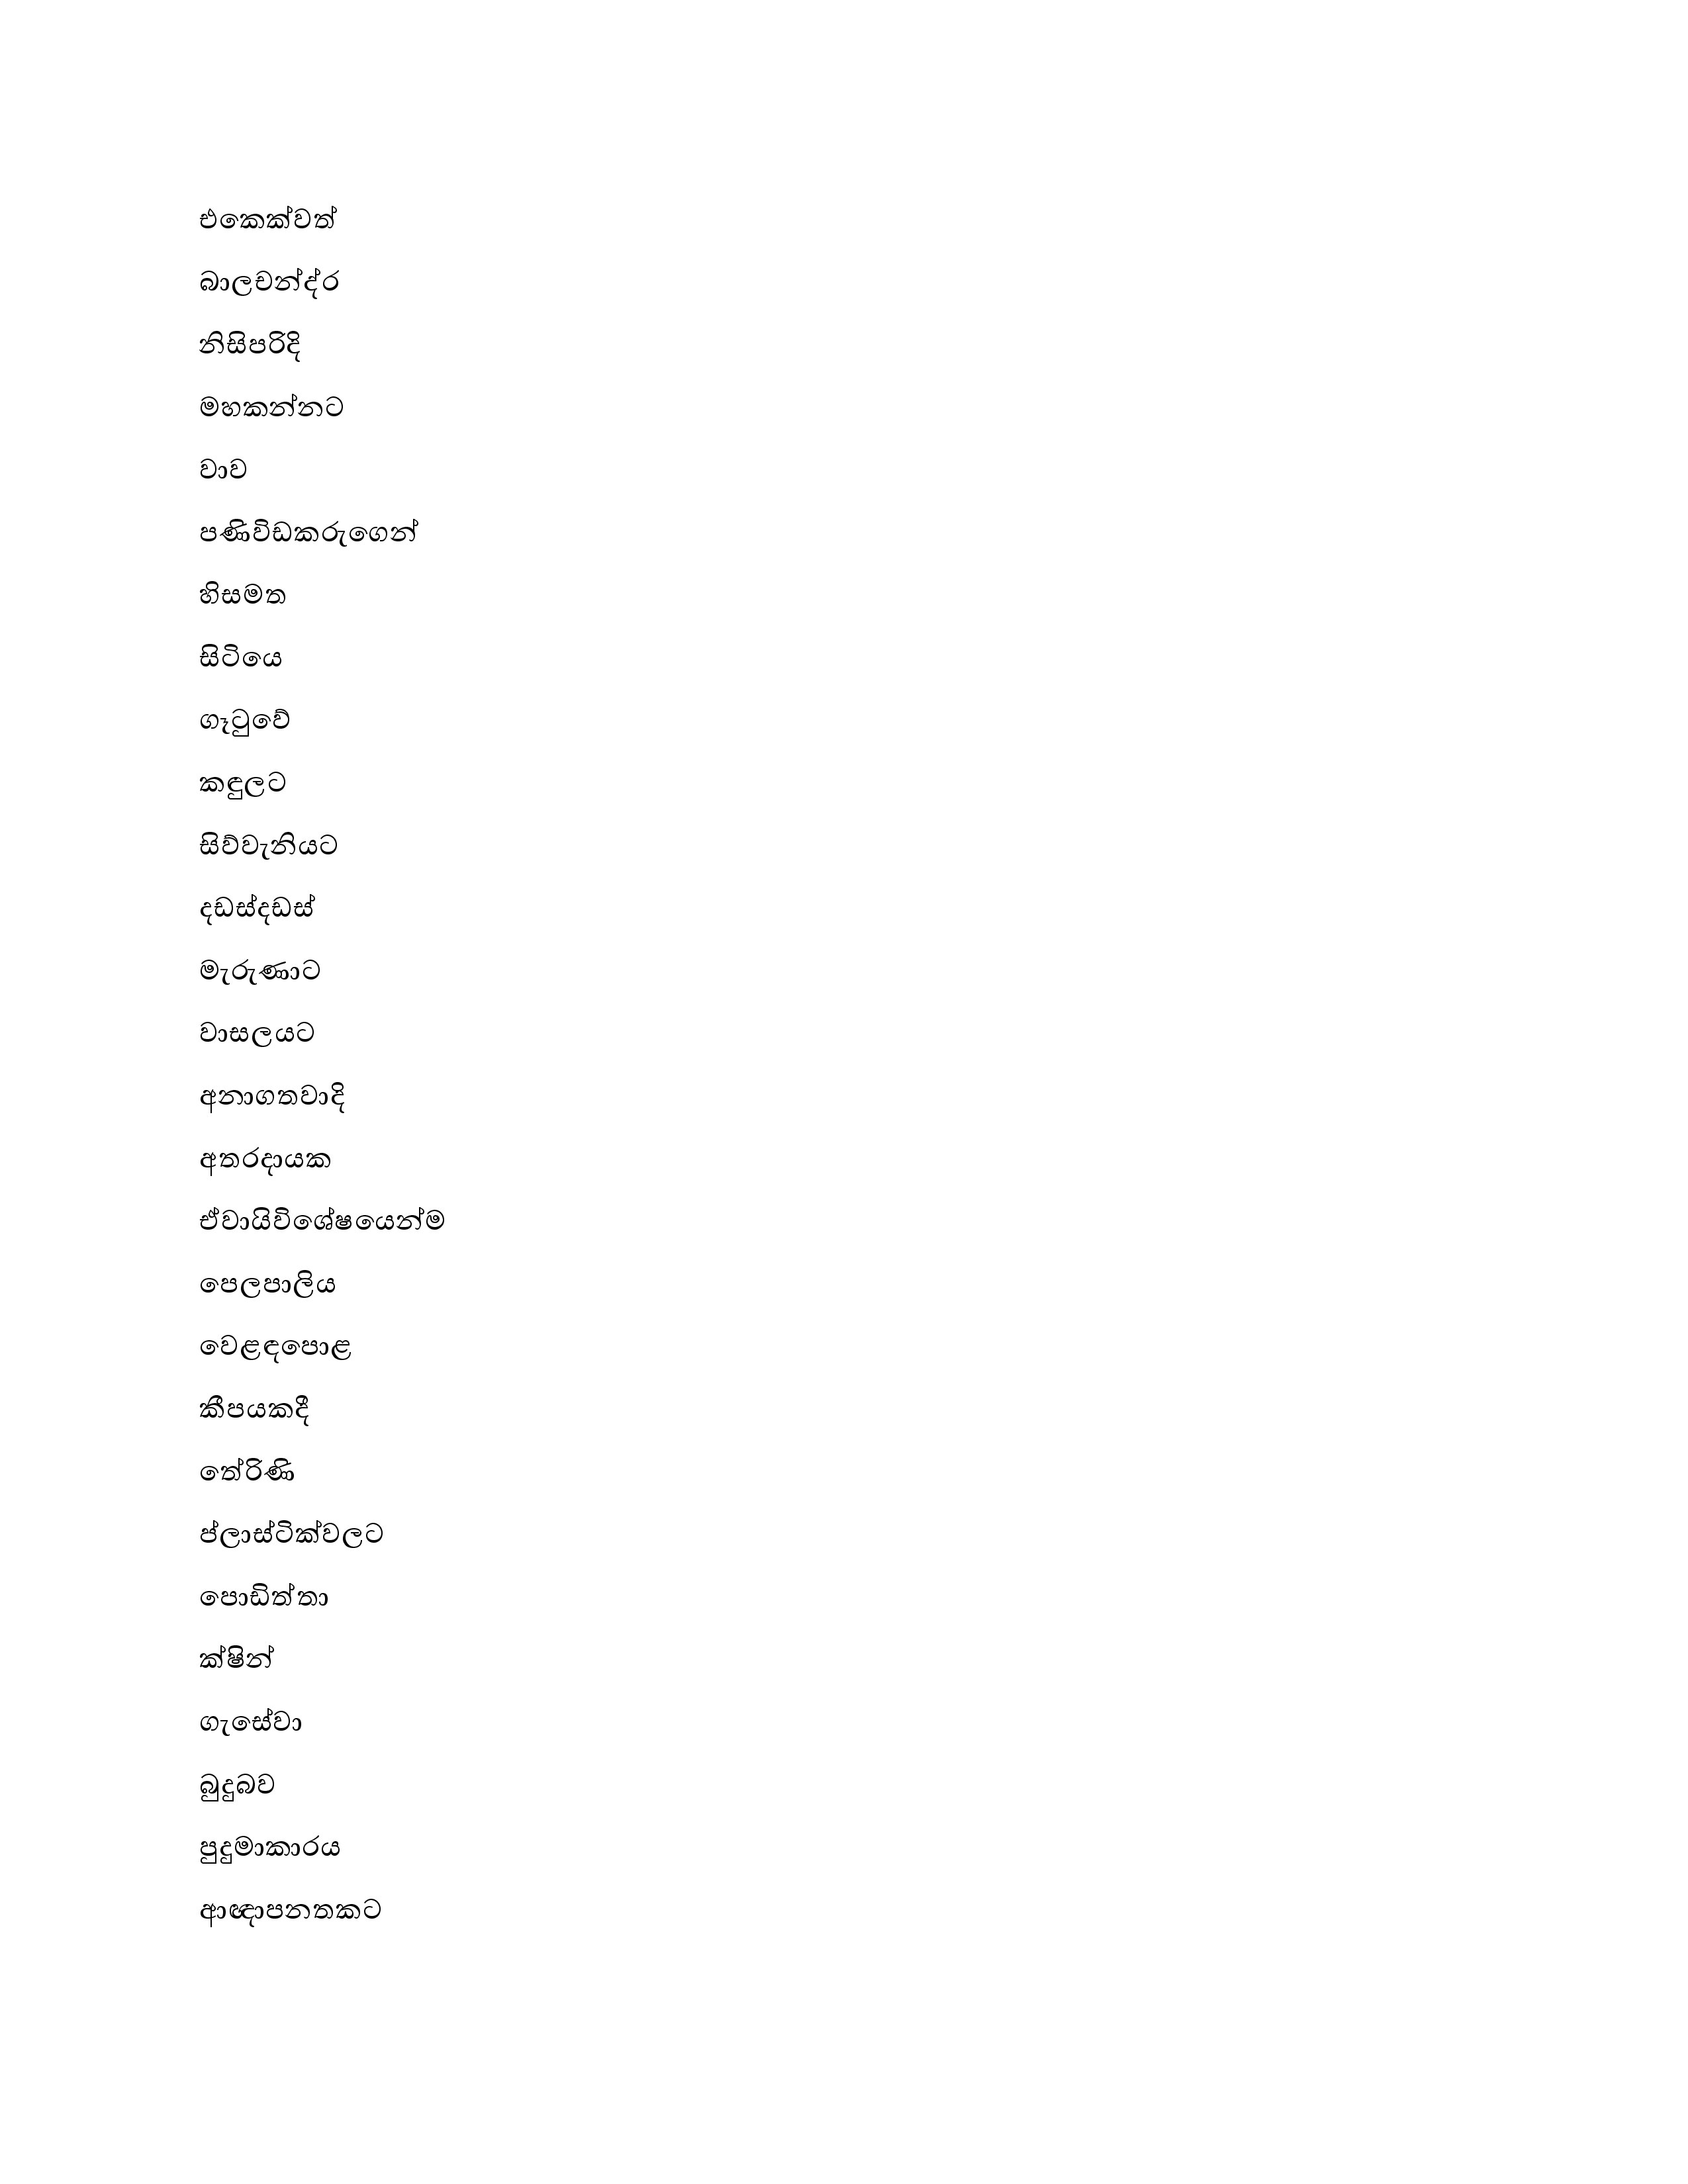 එකෙක්වත්
බාලචන්ද්ර
නිසිපරිදි
මහකන්නට
වාව
පණිවිඩකරුගෙන්
හිසමත
සිටියෙ
ගෑටුවේ
කඳුලට
සිව්වැනියට
දඩස්දඩස්
මැරුණාට
වාසලයට
අනාගතවාදි
අතරදායක
ඒවායිවිශේෂයෙන්ම
පෙලපාලිය
වෙළඳපොළ
කීපයකදී
තේරිණි
ප්ලාස්ටික්වලට
පොඩිත්තා
ක්ෂින්
ගැසේවා
බුදුබව
පුදුමාකාරය
ආඥාපනතකට